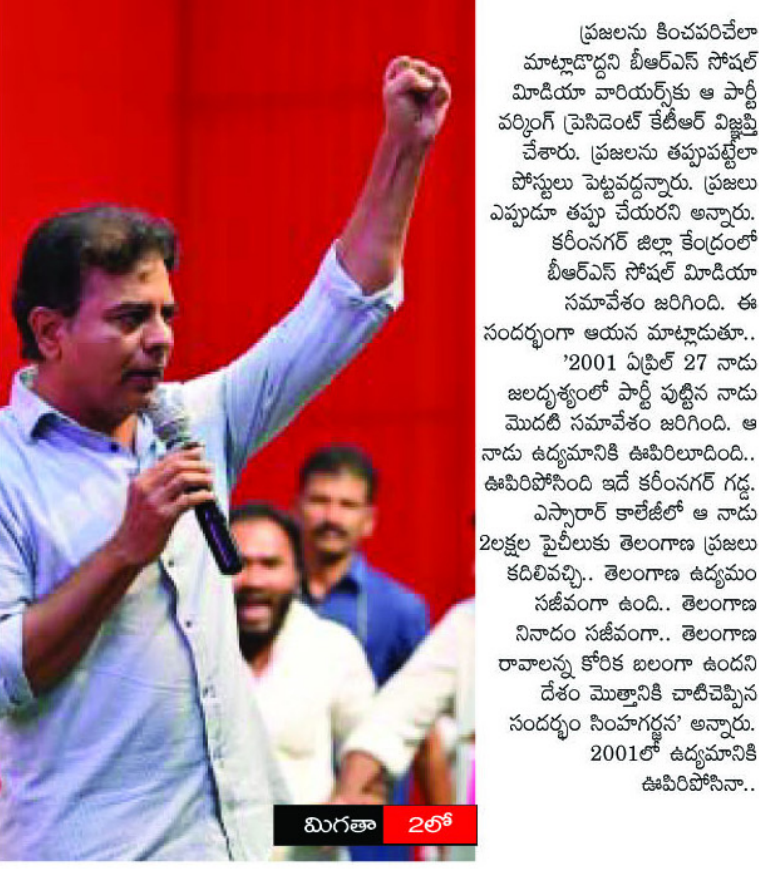 ప్రజలను కించపరిచేలా
మాట్లాడొద్దని బీఆర్ఎస్ సోషల్
మీడియా వారియర్స్‌కు ఆ పార్టీ
వర్కింగ్ ప్రెసిడెంట్ కేటీఆర్ విజ్ఞప్తి
చేశారు. ప్రజలను తప్పుపట్టేలా
పోస్టులు పెట్టవద్దన్నారు. ప్రజలు
ఎప్పుడూ తప్పు చేయరని అన్నారు.
కరీంనగర్ జిల్లా కేంద్రంలో
బీఆర్ఎస్ సోషల్ మీడియా
సమావేశం జరిగింది. ఈ
సందర్భంగా ఆయన మాట్లాడుతూ..
'2001 ఏప్రిల్ 27 నాడు
జలదృశ్యంలో పార్టీ పుట్టిన నాడు
మొదటి సమావేశం జరిగింది. ఆ
నాడు ఉద్యమానికి ఊపిరిలూదింది..
ఊపిరిపోసింది ఇదే కరీంనగర్ గడ్డ.
ఎస్సారార్ కాలేజీలో ఆ నాడు
2లక్షల పైచీలుకు తెలంగాణ ప్రజలు
కదిలివచ్చి.. తెలంగాణ ఉద్యమం
సజీవంగా ఉంది.. తెలంగాణ
నినాదం సజీవంగా.. తెలంగాణ
రావాలన్న కోరిక బలంగా ఉందని
దేశం మొత్తానికి చాటిచెప్పిన
సందర్భం సింహగర్జన' అన్నారు.
2001లో ఉద్యమానికి
ఊపిరిపోసినా..
మిగతా 2లో